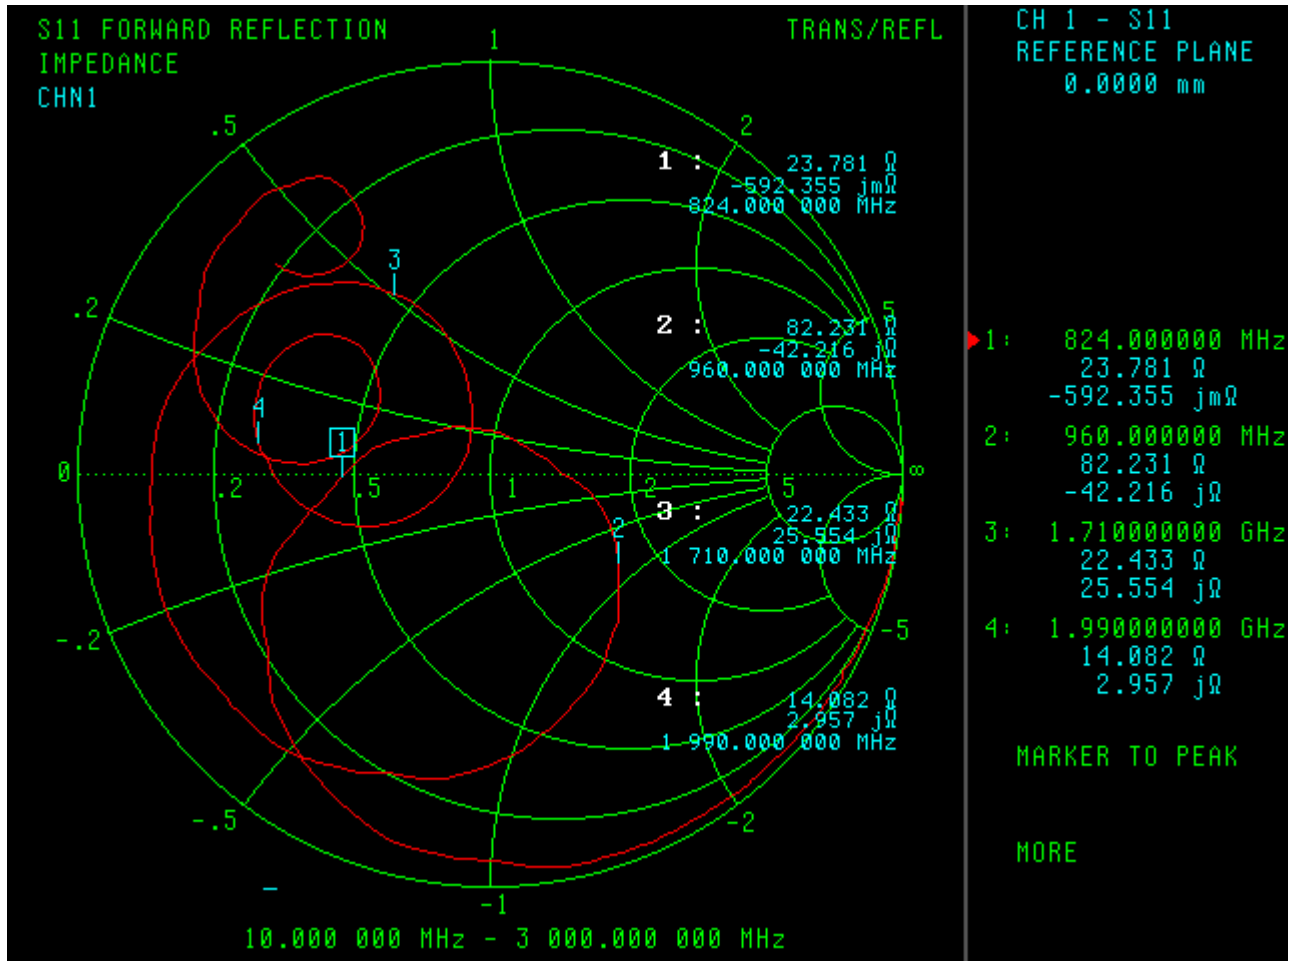 S11 FORWARD REFLECTION
TRANS/REFL
IMPEDANCE
CHN1
1
.5
2
.2
5
0
.2
.5
1
2
5
∞
-.2
-5
-.5
-2
-1
3
4
1
2
1 :
23.781 Ω
-592.355 jmΩ
824.000 000 MHz
2 :
82.231 Ω
-42.216 jΩ
960.000 000 MHz
3 :
22.433 Ω
25.554 jΩ
1 710.000 000 MHz
4 :
14.082 Ω
2.957 jΩ
1 990.000 000 MHz
10.000 000 MHz - 3 000.000 000 MHz
CH 1 - S11
REFERENCE PLANE
0.0000 mm
1: 824.000000 MHz
23.781 Ω
-592.355 jmΩ
2: 960.000000 MHz
82.231 Ω
-42.216 jΩ
3: 1.710000000 GHz
22.433 Ω
25.554 jΩ
4: 1.990000000 GHz
14.082 Ω
2.957 jΩ
MARKER TO PEAK
MORE